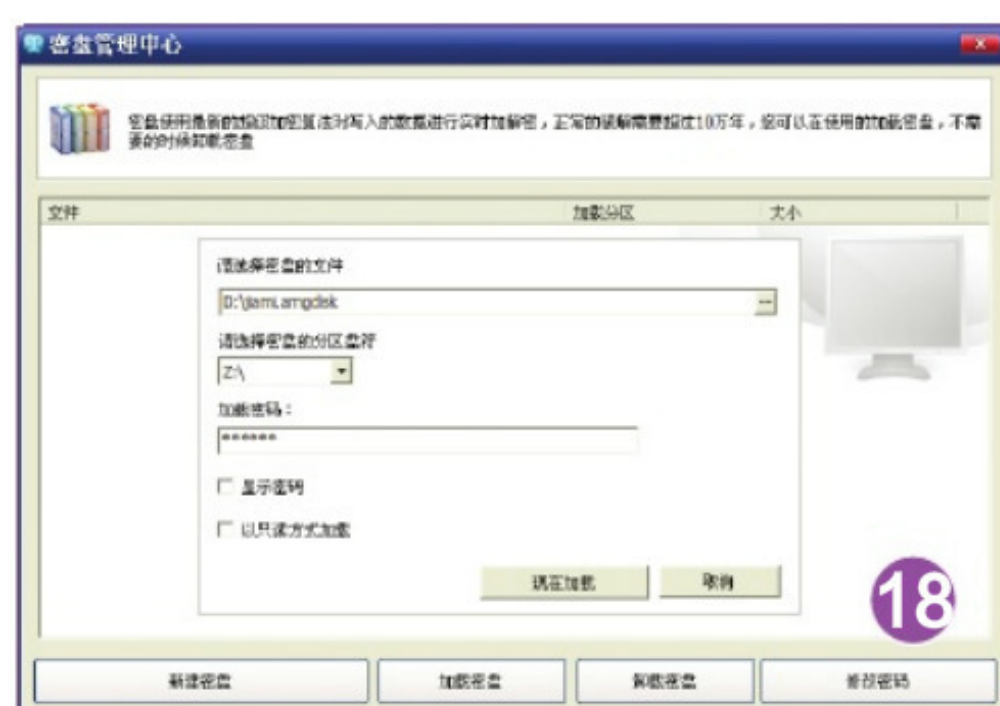 密盘管理中心
密盘使用最新的加密算法对写入的数据进行实时加解密，正常的破解需要超过10万年，您可以在使用的加载密盘，不需
要的时候卸载密盘
文件 加载分区 大小
请选择密盘的文件
D:\jiami.amgdisk
请选择密盘的分区盘符
Z:\
加载密码：
******
显示密码
以只读方式加载
现在加载 取消
18
新建密盘 加载密盘 卸载密盘 修改密码